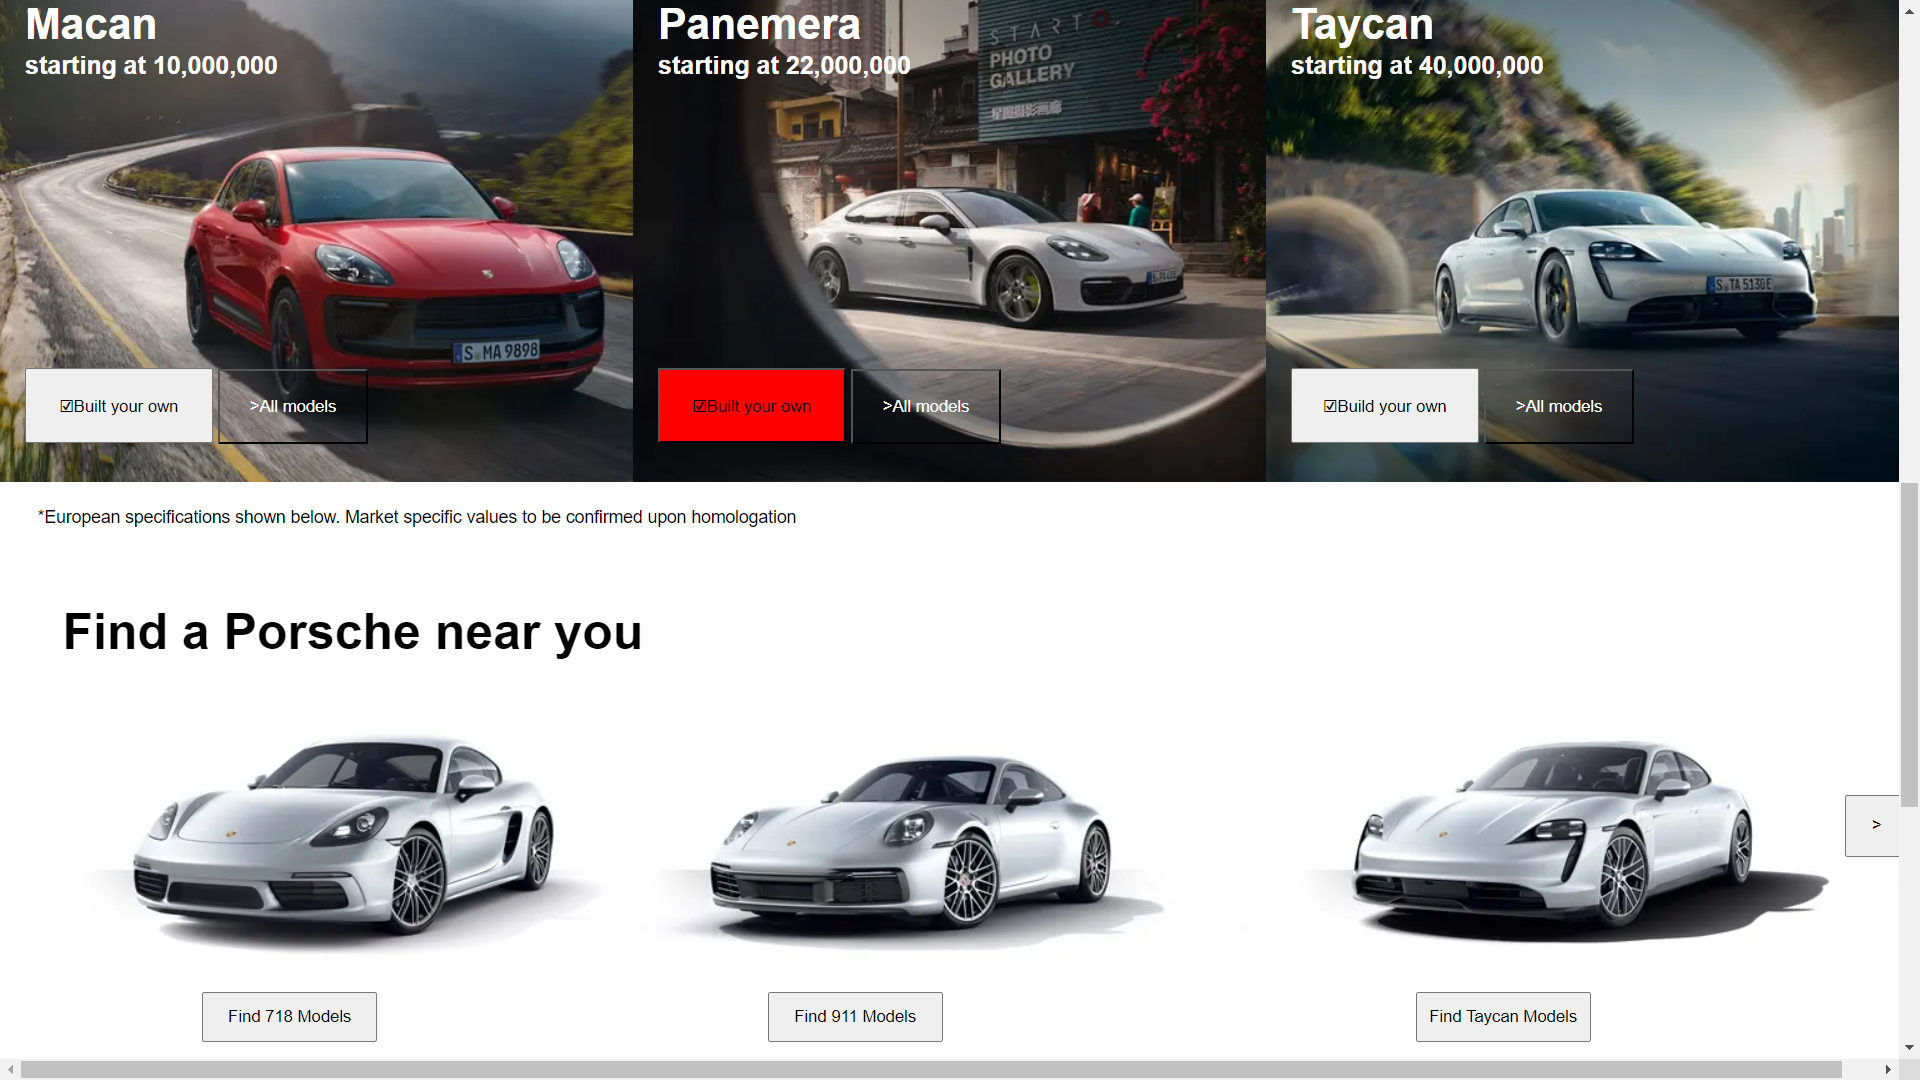 Macan
starting at 10,000,000
Panemera
starting at 22,000,000
START
PHOTO
GALLERY
Taycan
starting at 40,000,000
S MA 9898
S TA 5130E
☑Built your own
>All models
☑Built your own
>All models
☑Build your own
>All models
*European specifications shown below. Market specific values to be confirmed upon homologation
Find a Porsche near you
>
Find 718 Models
Find 911 Models
Find Taycan Models